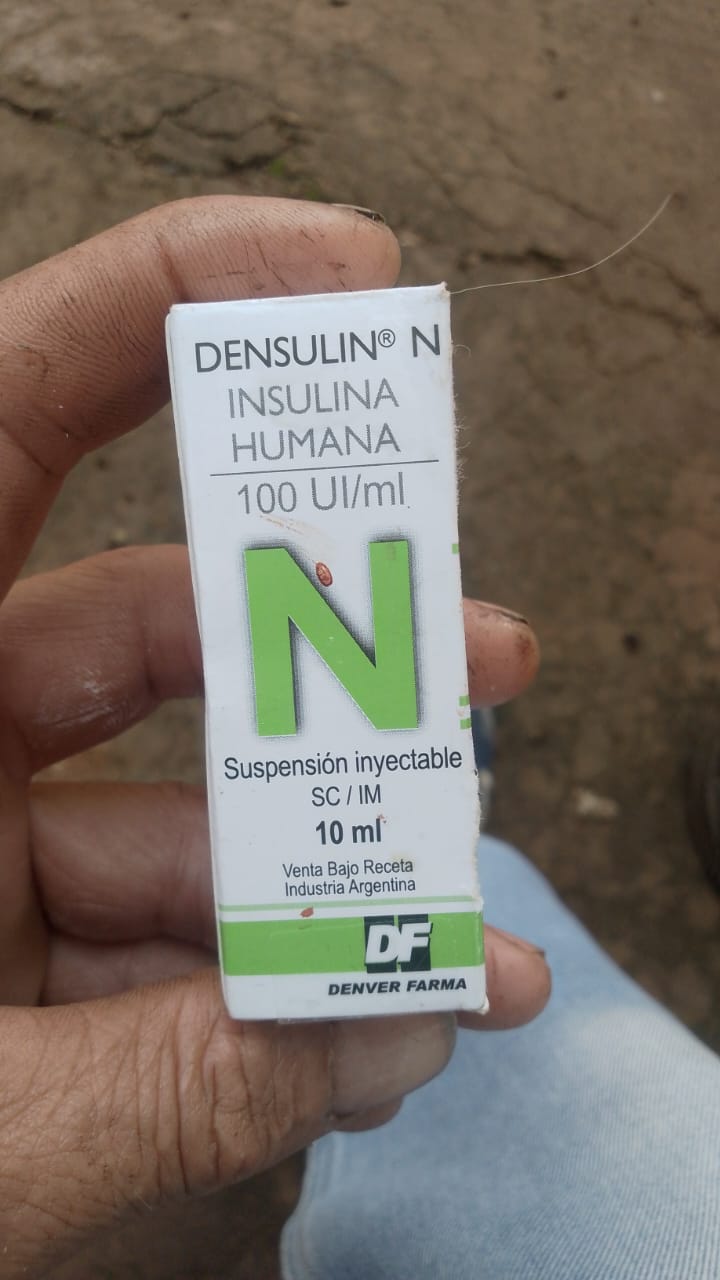 DENSULIN® N
INSULINA
HUMANA
100 UI/ml
N
Suspensión inyectable
SC / IM
10 ml
Venta Bajo Receta
Industria Argentina
DF
DENVER FARMA